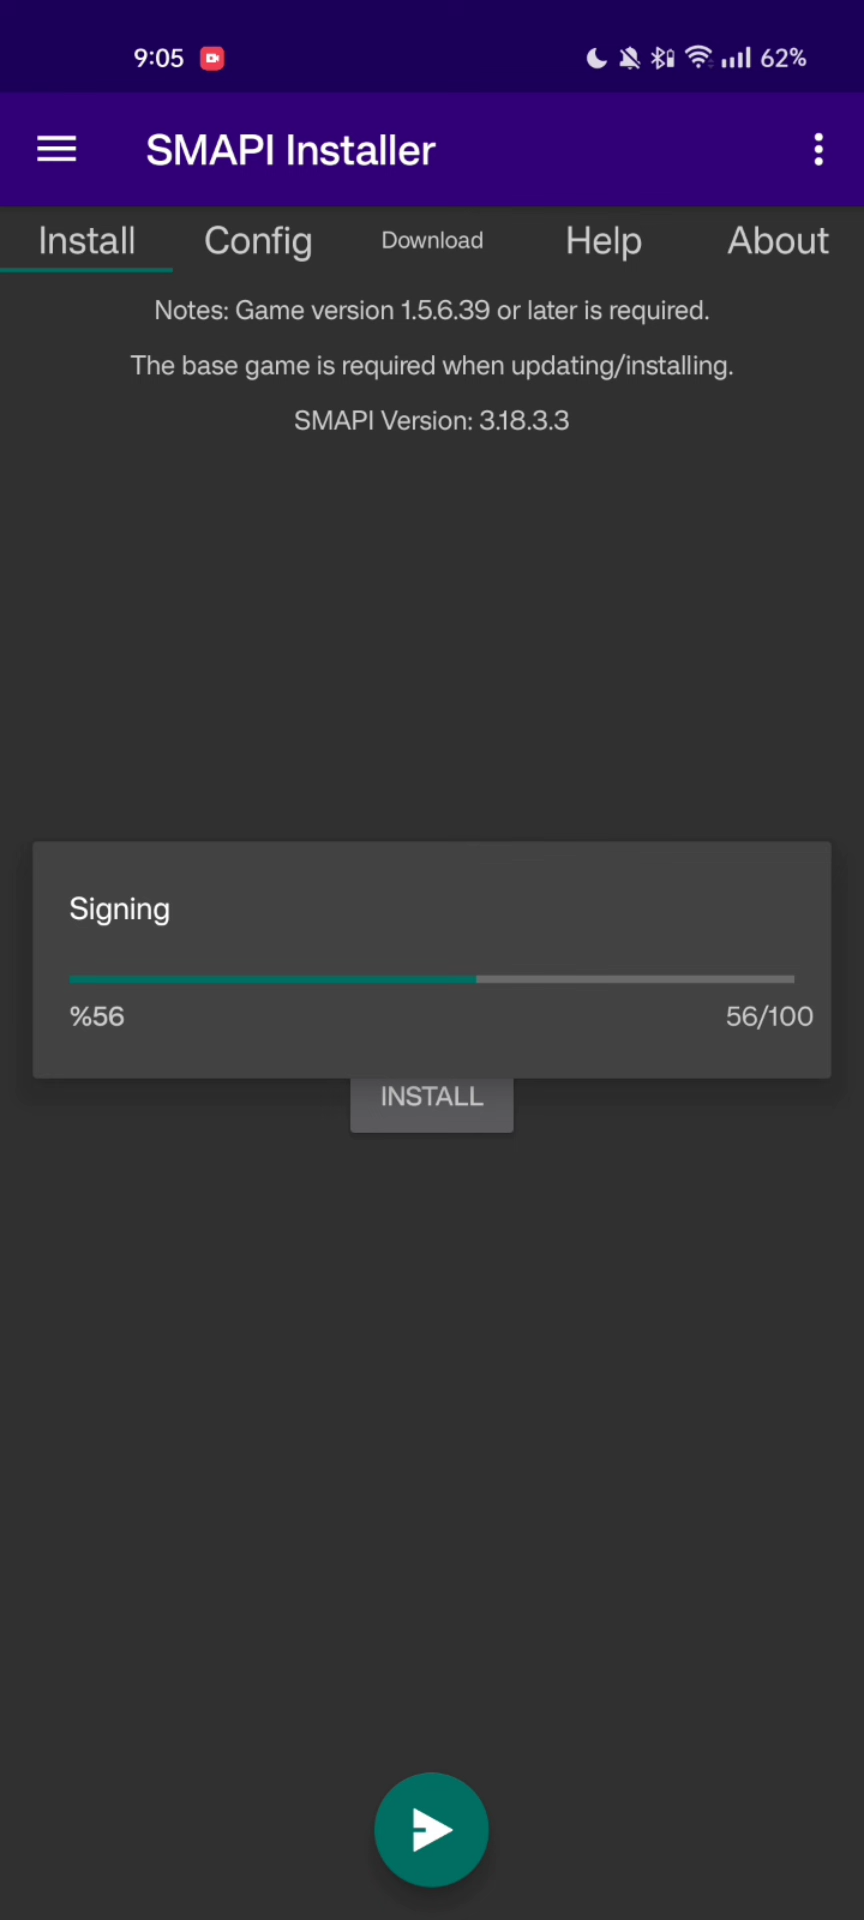 9:05 62%
SMAPI Installer
Install Config Download Help About
Notes: Game version 1.5.6.39 or later is required.
The base game is required when updating/installing.
SMAPI Version: 3.18.3.3
Signing
%56 56/100
INSTALL